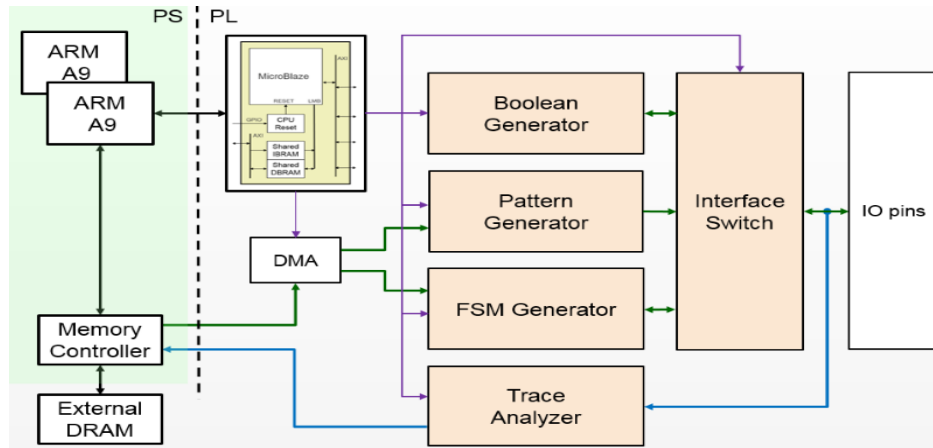 PS
PL
ARM
A9
ARM
A9
MicroBlaze
RESET
LMB
AXI
GPIO
CPU
Reset
AXI
Shared
IBRAM
Shared
DBRAM
DMA
Memory
Controller
External
DRAM
Boolean
Generator
Pattern
Generator
FSM Generator
Trace
Analyzer
Interface
Switch
IO pins